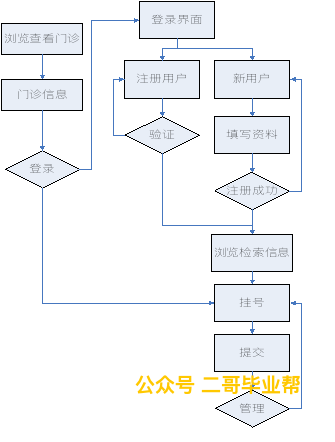 登录界面
浏览查看门诊
注册用户
新用户
门诊信息
验证
填写资料
登录
注册成功
浏览检索信息
挂号
提交
公众号 二哥毕业帮
管理